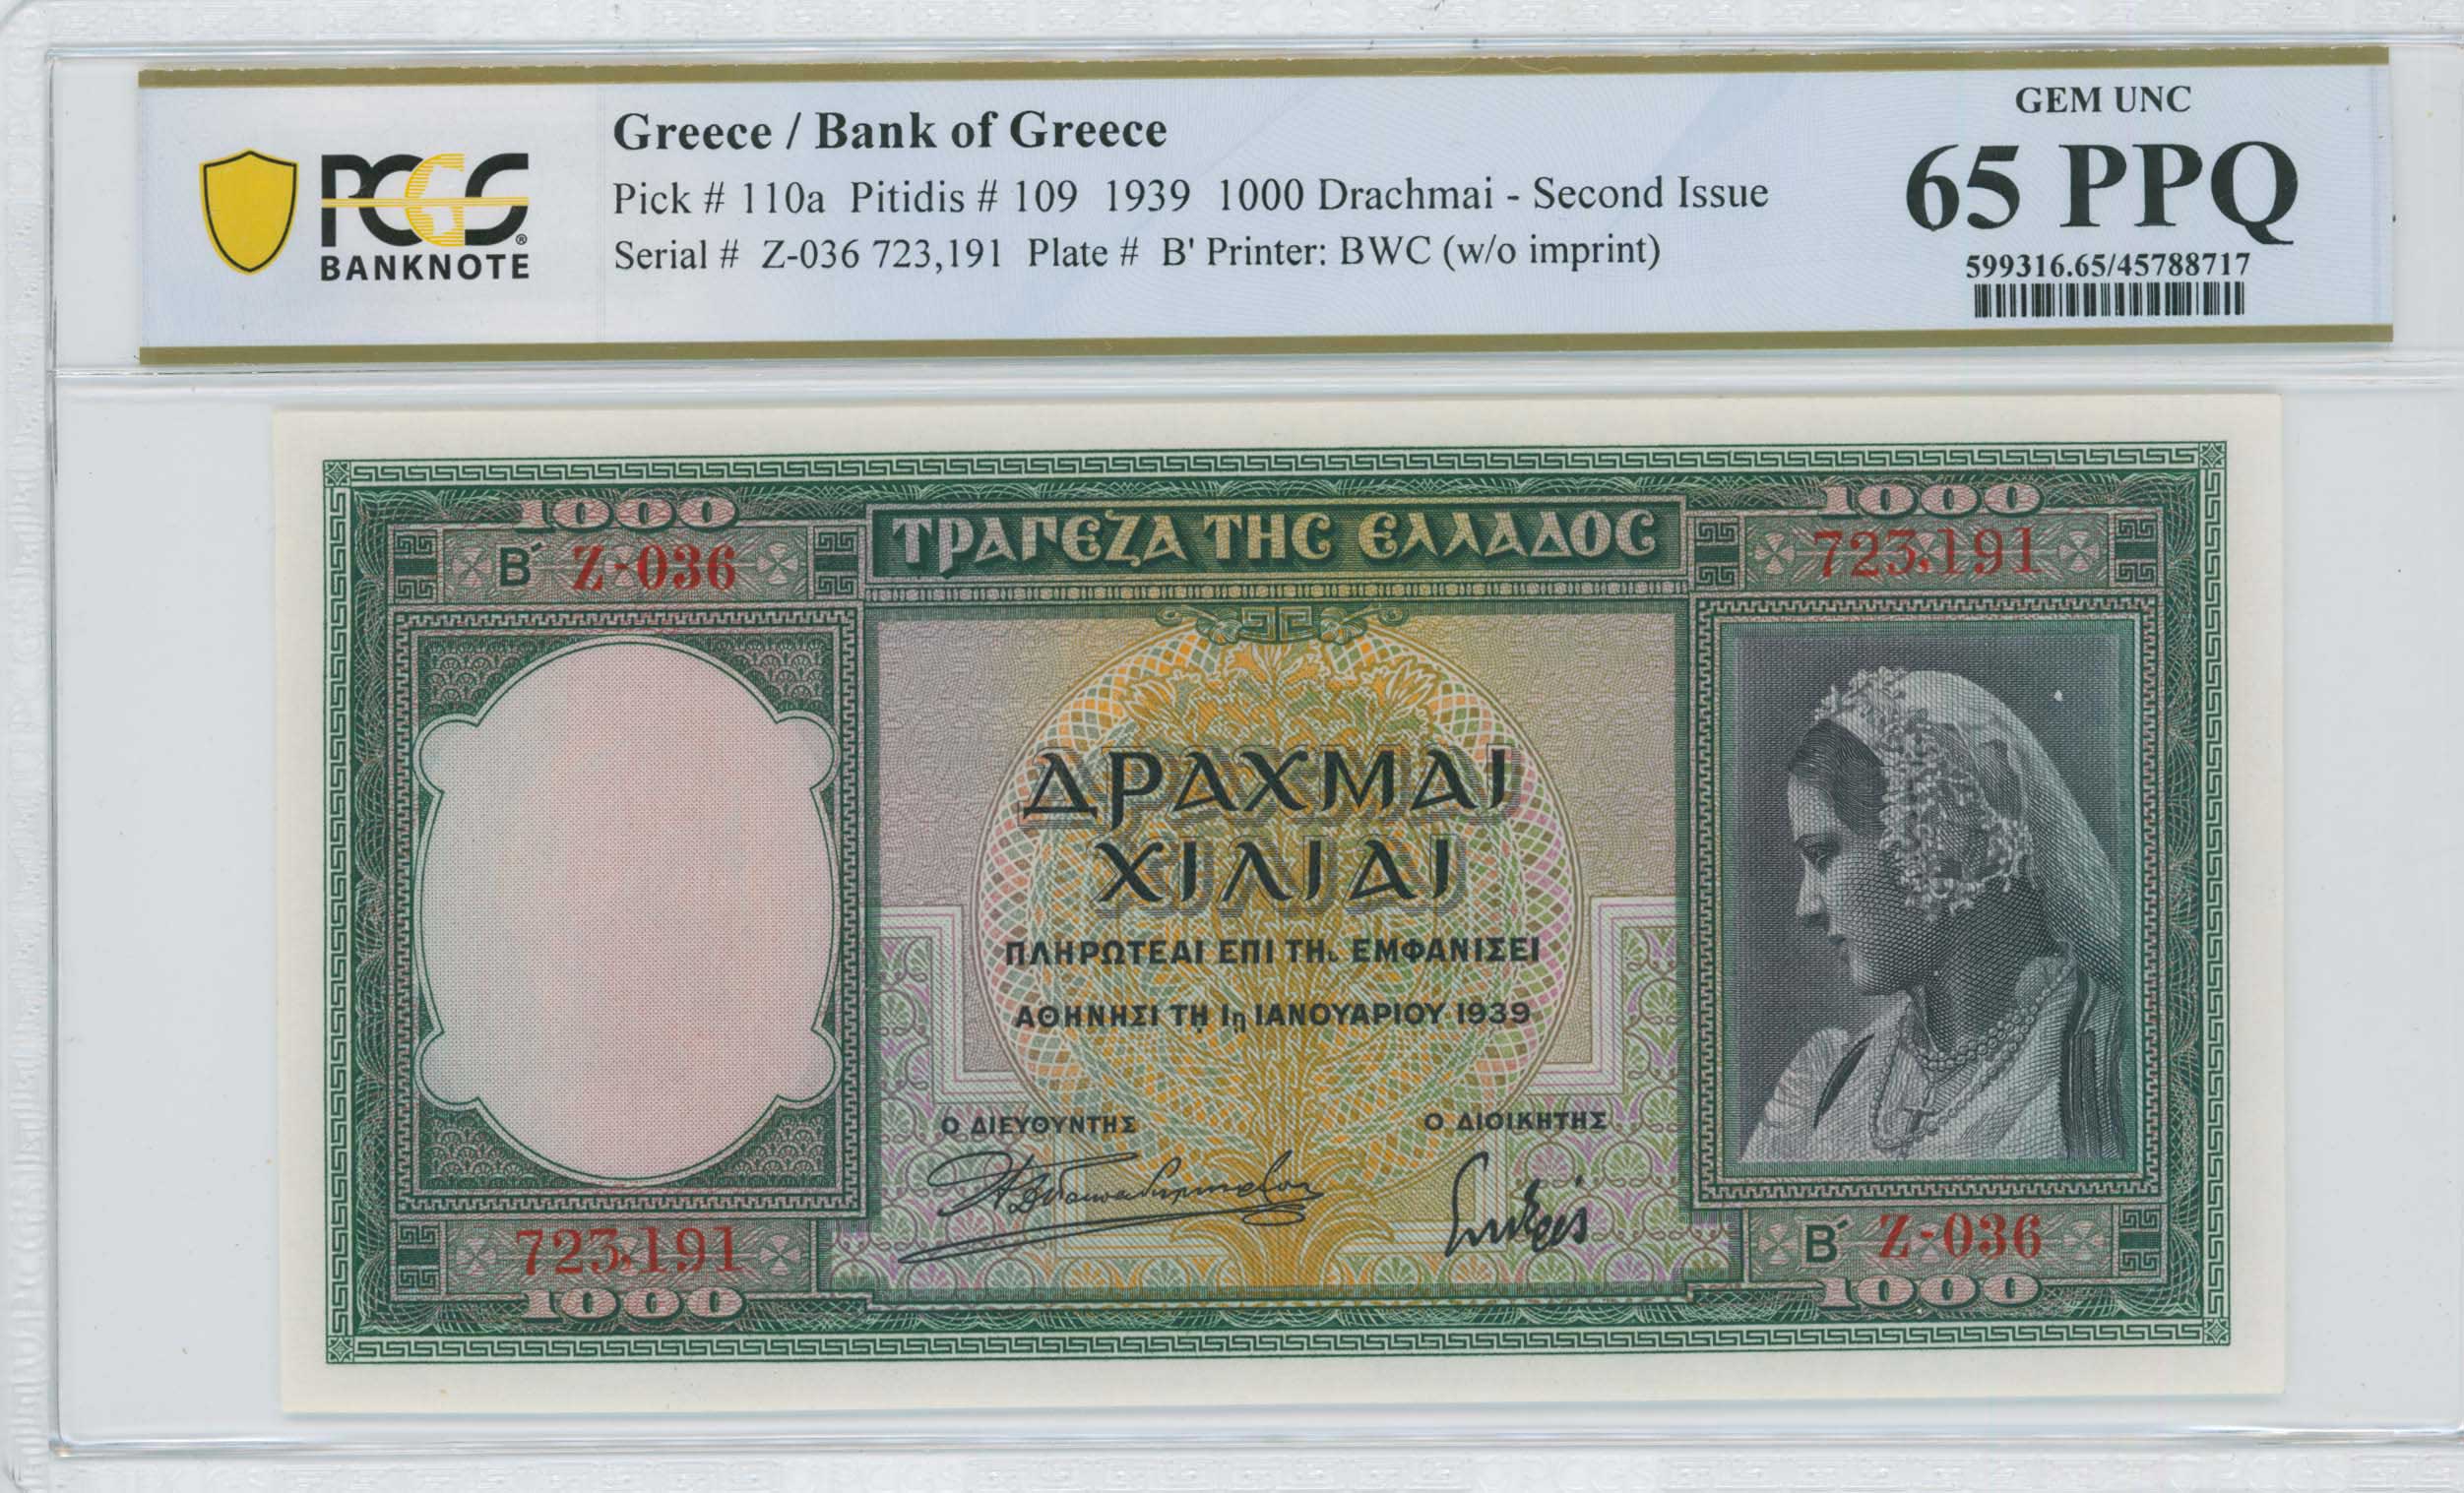 Greece / Bank of Greece
Pick # 110a Pitidis # 109 1939 1000 Drachmai - Second Issue
Serial # Z-036 723,191 Plate # B' Printer: BWC (w/o imprint)
PCGS
BANKNOTE
GEM UNC
65 PPQ
599316.65/45788717
1000
B΄ Z-036
ΤΡΑΠΕΖΑ ΤΗϹ ΕΛΛΑΔΟϹ
1000
723,191
ΔΡΑΧΜΑΙ
ΧΙΛΙΑΙ
ΠΛΗΡΩΤΕΑΙ ΕΠΙ ΤΗι ΕΜΦΑΝΙΣΕΙ
ΑΘΗΝΗΣΙ ΤΗ 1η ΙΑΝΟΥΑΡΙΟΥ 1939
Ο ΔΙΕΥΘΥΝΤΗΣ
Ο ΔΙΟΙΚΗΤΗΣ
723,191
1000
B΄ Z-036
1000